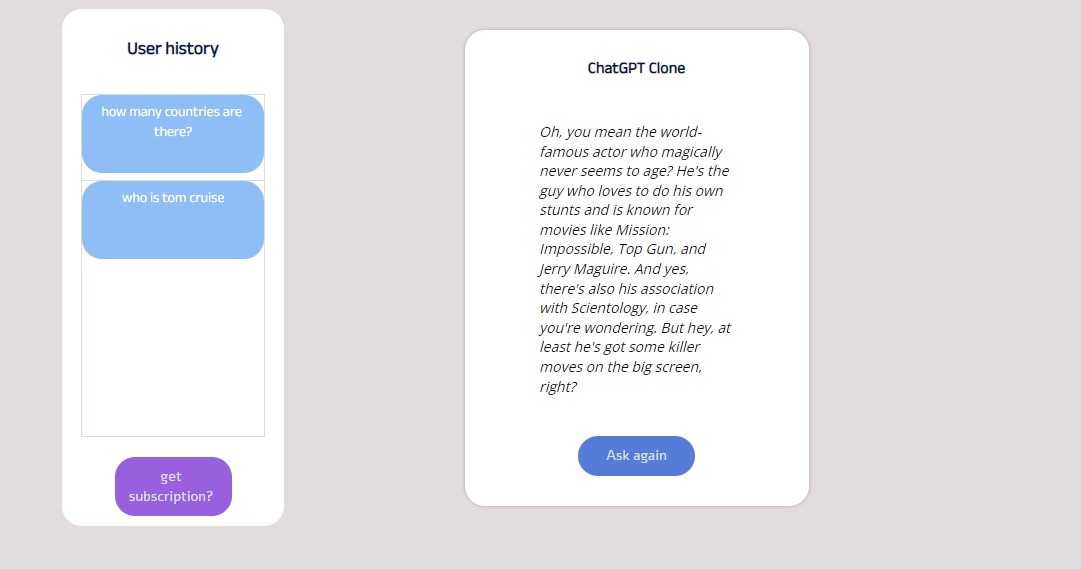 User history
how many countries are
there?
who is tom cruise
get
subscription?
ChatGPT Clone
Oh, you mean the world-
famous actor who magically
never seems to age? He's the
guy who loves to do his own
stunts and is known for
movies like Mission:
Impossible, Top Gun, and
Jerry Maguire. And yes,
there's also his association
with Scientology, in case
you're wondering. But hey, at
least he's got some killer
moves on the big screen,
right?
Ask again